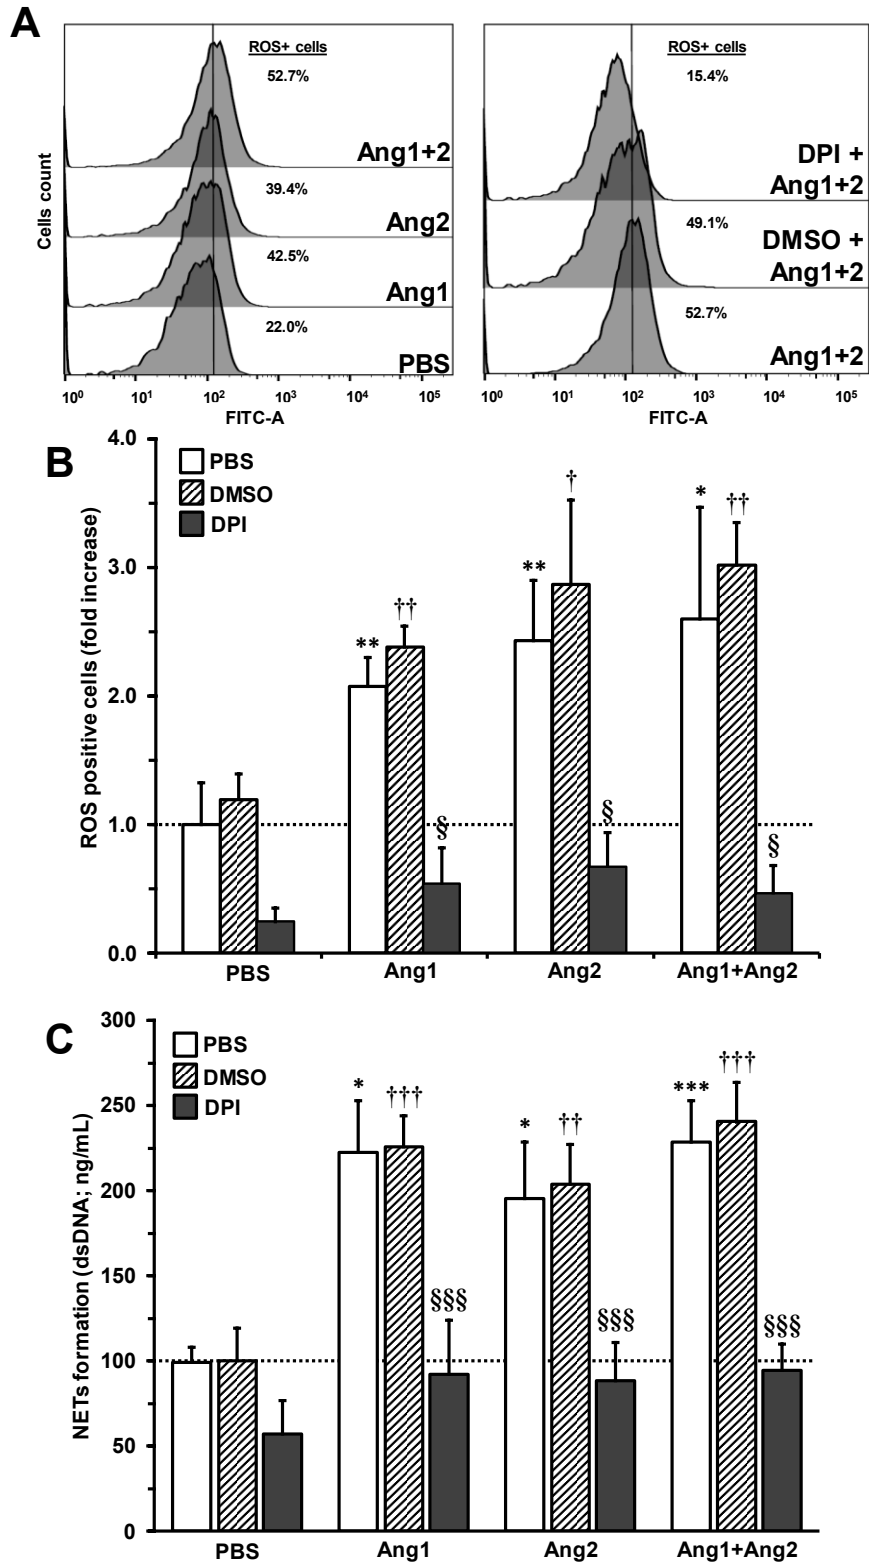 A
Cells count
ROS+ cells
52.7%
Ang1+2
39.4%
Ang2
42.5%
Ang1
22.0%
PBS
10⁰ 10¹ 10² 10³ 10⁴ 10⁵
FITC-A
ROS+ cells
15.4%
DPI +
Ang1+2
49.1%
DMSO +
Ang1+2
52.7%
Ang1+2
10⁰ 10¹ 10² 10³ 10⁴ 10⁵
FITC-A
B
ROS positive cells (fold increase)
4.0
3.0
2.0
1.0
0.0
PBS
DMSO
DPI
** †† §
** † §
* †† §
PBS Ang1 Ang2 Ang1+Ang2
C
NETs formation (dsDNA; ng/mL)
300
250
200
150
100
50
0
PBS
DMSO
DPI
* ††† §§§
* †† §§§
*** ††† §§§
PBS Ang1 Ang2 Ang1+Ang2